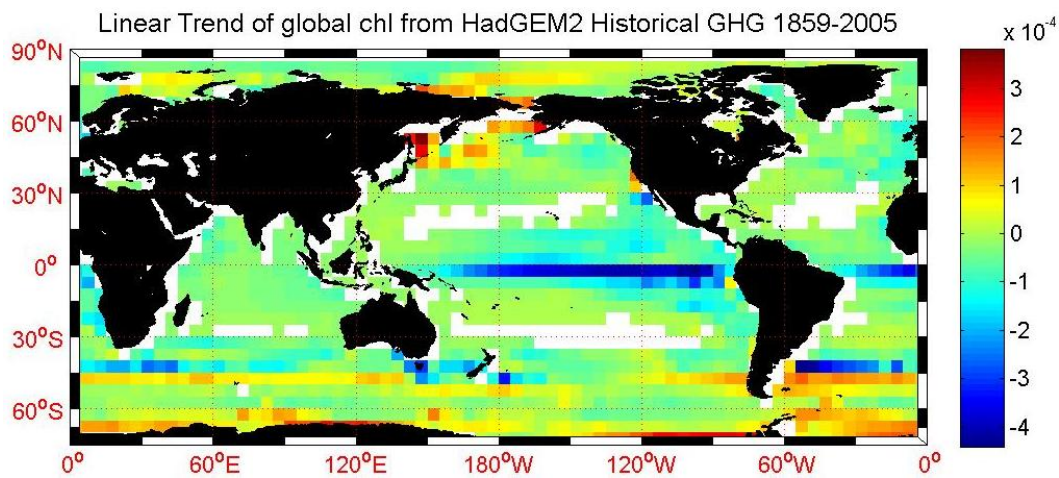 Linear Trend of global chl from HadGEM2 Historical GHG 1859-2005
x 10⁻⁴
90°N
60°N
30°N
0°
30°S
60°S
0°
60°E
120°E
180°W
120°W
60°W
0°
3
2
1
0
-1
-2
-3
-4